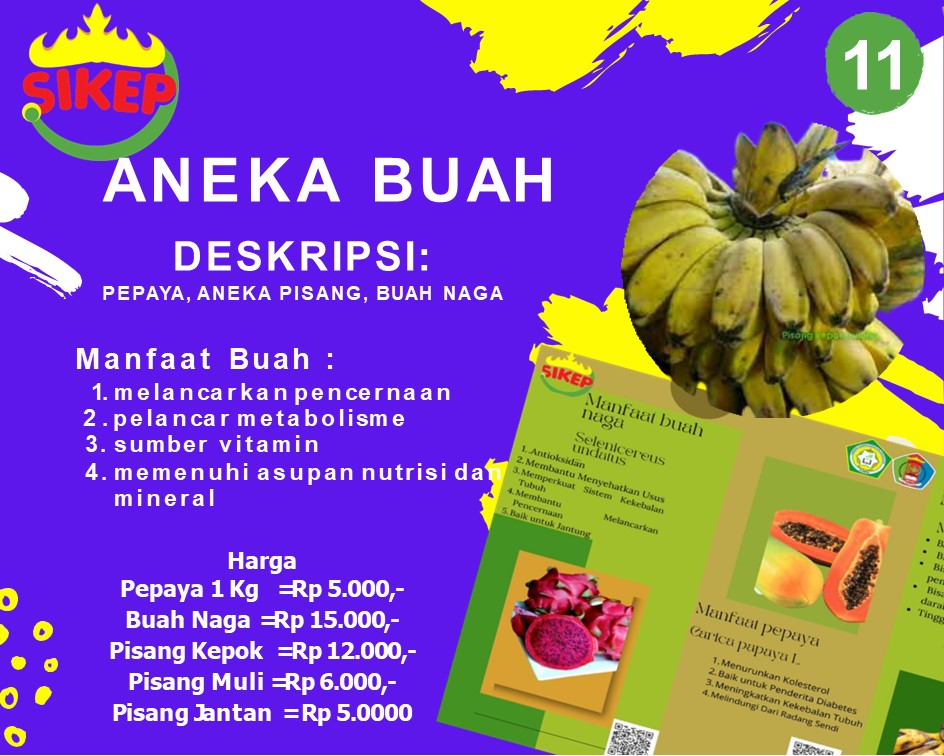 SIKEP
11
ANEKA BUAH
DESKRIPSI:
PEPAYA, ANEKA PISANG, BUAH NAGA
Manfaat Buah :
1. melancarkan pencernaan
2. pelancar metabolisme
3. sumber vitamin
4. memenuhi asupan nutrisi dan
mineral
Harga
Pepaya 1 Kg =Rp 5.000,-
Buah Naga =Rp 15.000,-
Pisang Kepok =Rp 12.000,-
Pisang Muli =Rp 6.000,-
Pisang Jantan = Rp 5.0000
Pisang Kepok
SIKEP
Manfaat buah
naga
Selenicereus
undatus
1. Antioksidan
2. Membantu Menyehatkan Usus
3. Memperkuat Sistem Kekebalan
Tubuh
4. Membantu Melancarkan
Pencernaan
5. Baik untuk Jantung
Manfaat pepaya
Carica papaya L
1. Menurunkan Kolesterol
2. Baik untuk Penderita Diabetes
3. Meningkatkan Kekebalan Tubuh
4. Melindungi Dari Radang Sendi